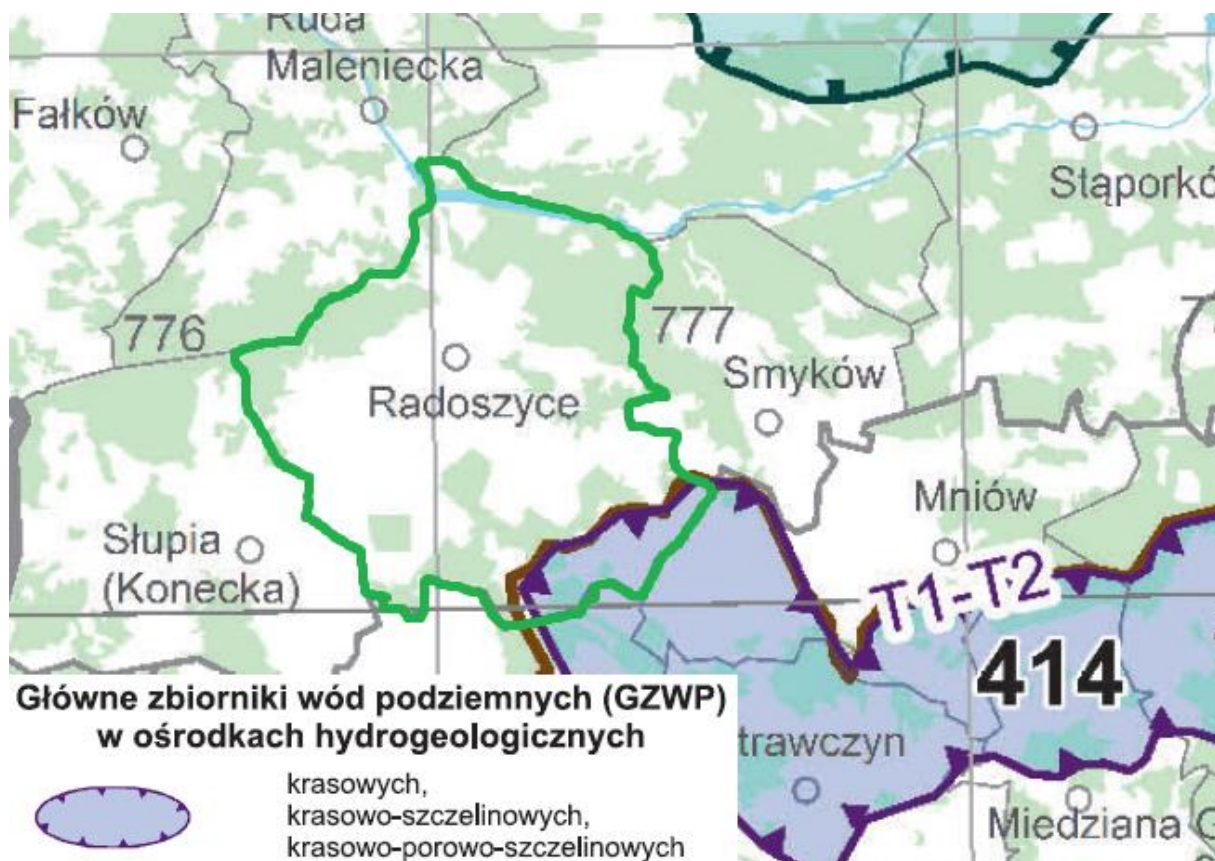 Ruda
Maleniecka
Fałków
Stąpork
776
777
Smyków
Radoszyce
Mniów
Słupia
(Konecka)
T1-T2
414
trawczyn
Miedziana G
Główne zbiorniki wód podziemnych (GZWP)
w ośrodkach hydrogeologicznych
krasowych,
krasowo-szczelinowych,
krasowo-porowo-szczelinowych